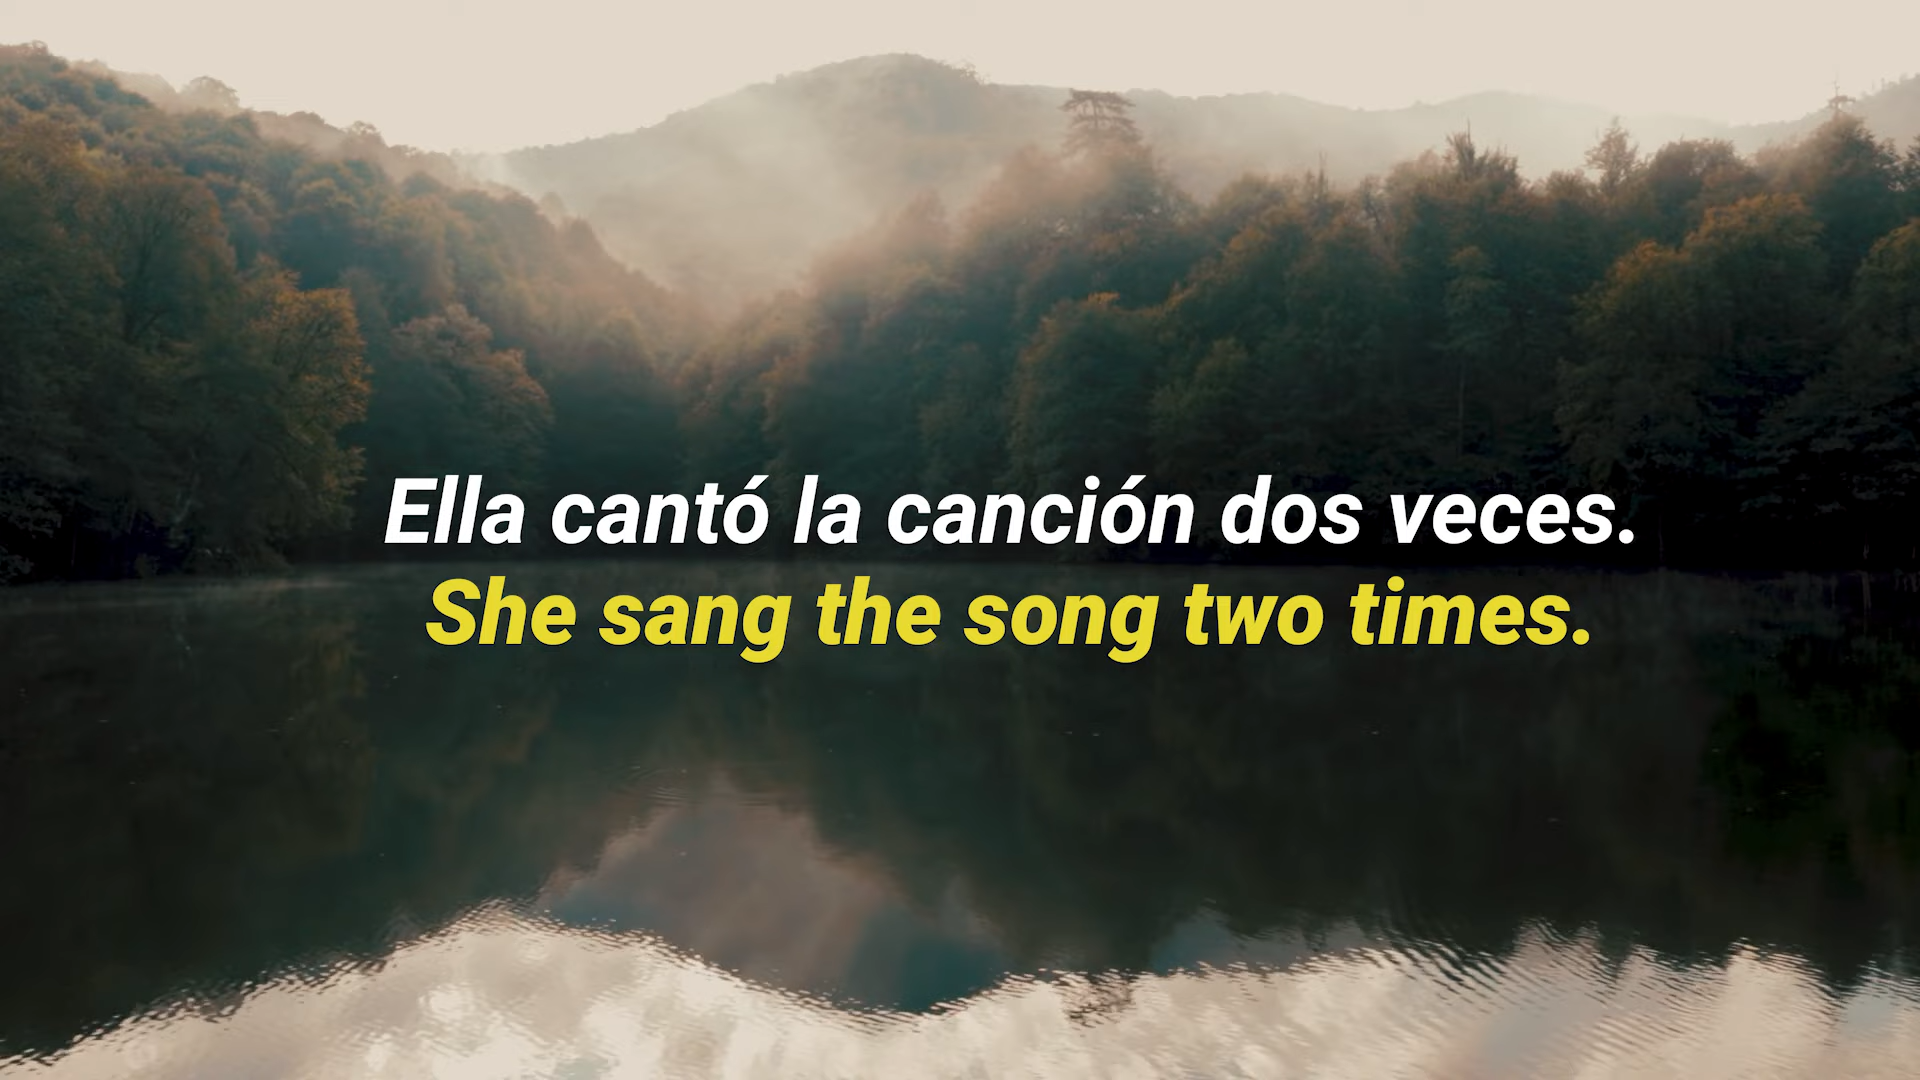 Ella cantó la canción dos veces.
She sang the song two times.